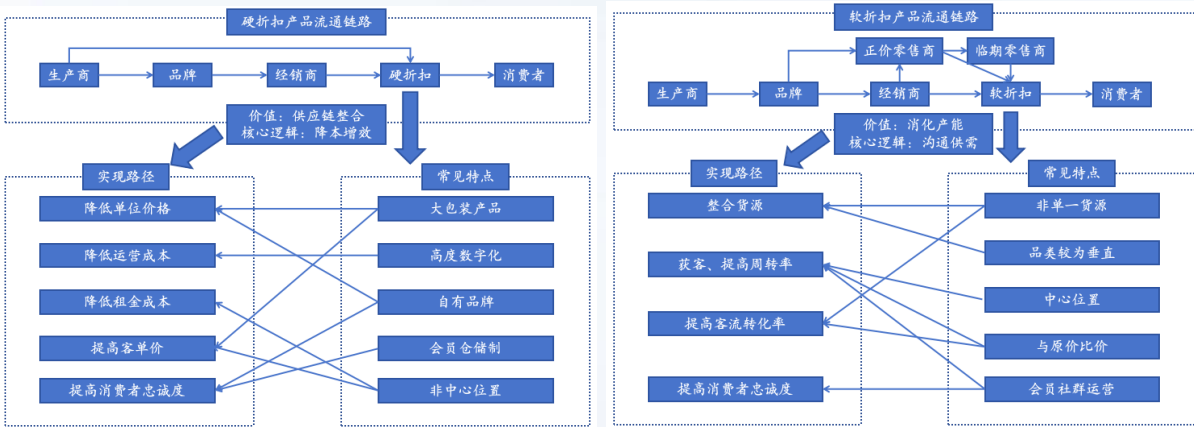 硬折扣产品流通链路
生产商
品牌
经销商
硬折扣
消费者
价值：供应链整合
核心逻辑：降本增效
实现路径
常见特点
降低单位价格
大包装产品
降低运营成本
高度数字化
降低租金成本
自有品牌
提高客单价
会员仓储制
提高消费者忠诚度
非中心位置
软折扣产品流通链路
正价零售商
临期零售商
生产商
品牌
经销商
软折扣
消费者
价值：消化产能
核心逻辑：沟通供需
实现路径
常见特点
整合货源
非单一货源
品类较为垂直
获客、提高周转率
中心位置
提高客流转化率
与原价比价
提高消费者忠诚度
会员社群运营